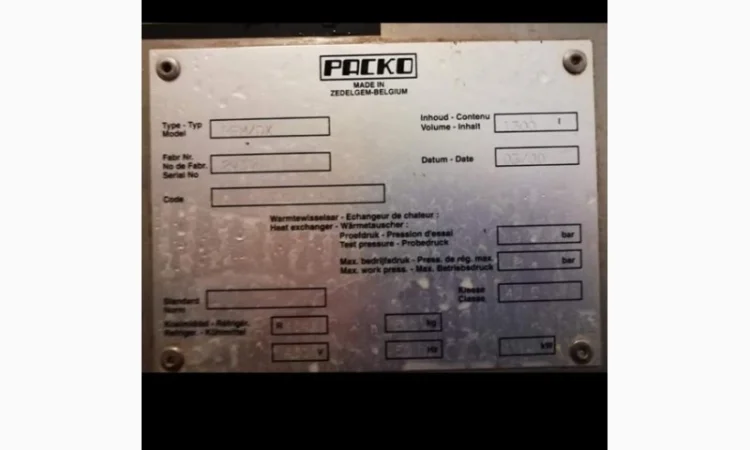 PACKO
MADE IN
ZEDELGEM-BELGIUM
Type - Typ
Model
Inhoud - Contenu
Volume - Inhalt
l
Fabr Nr.
No de Fabr.
Serial No
Datum - Date
Code
Warmtewisselaar - Echangeur de chaleur :
Heat exchanger - Wärmetauscher :
Proefdruk - Pression d'essai
Test pressure - Probedruck
bar
Max. bedrijfsdruk - Press. de rég. max.
Max. work press. - Max. Betriebsdruck
bar
Klasse
Classe
Standard
Norm
Koelmiddel - Refrigér.
Refriger. - Kühlmittel
R
kg
V
Hz
kW